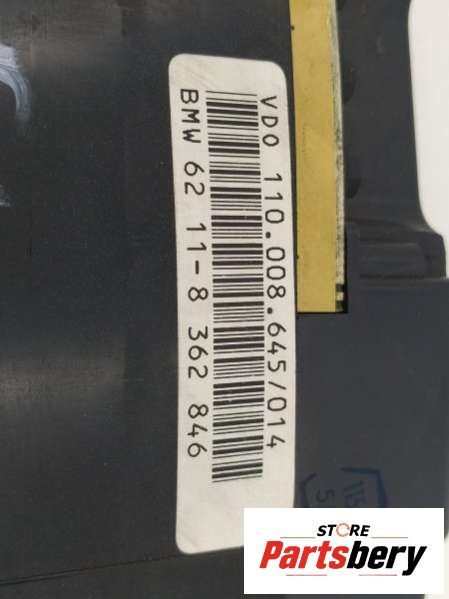 VDO 110.008.645/014
BMW 62 11-8 362 846
STORE
Partsbery